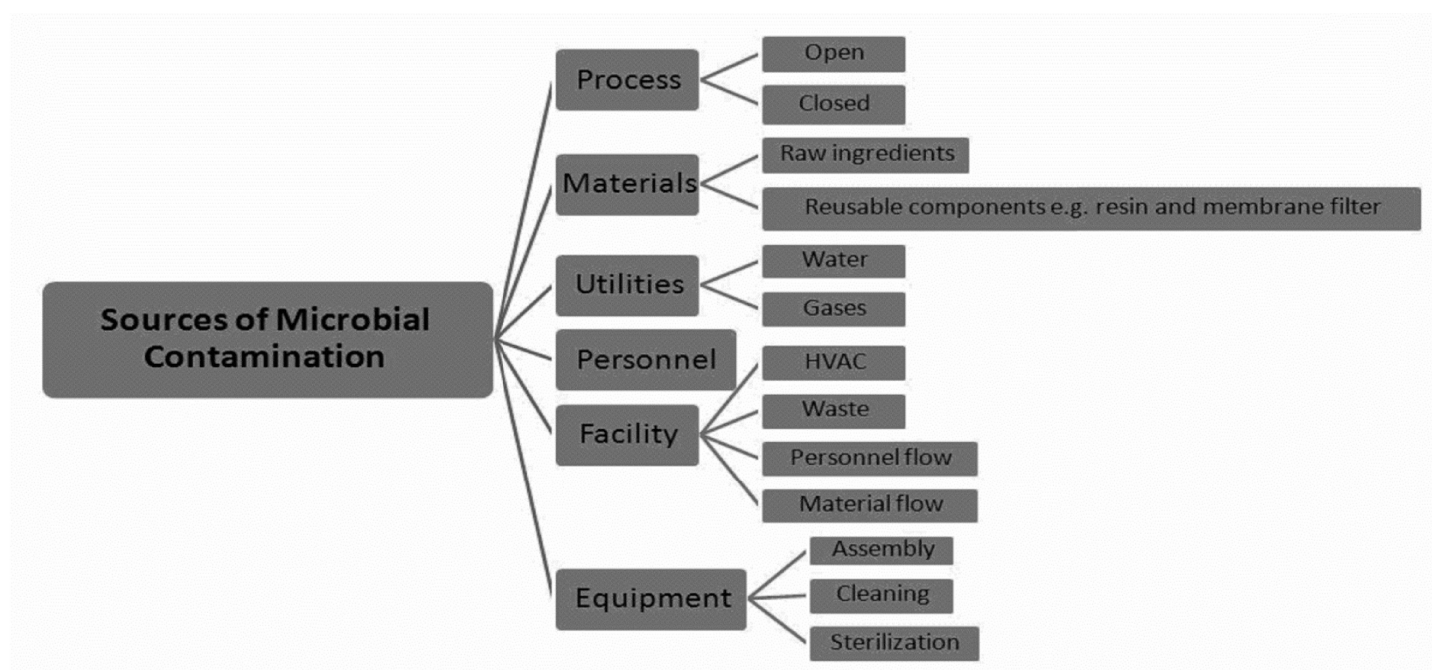 Sources of Microbial
Contamination
Process
Open
Closed
Materials
Raw ingredients
Reusable components e.g. resin and membrane filter
Utilities
Water
Gases
Personnel
Facility
HVAC
Waste
Personnel flow
Material flow
Equipment
Assembly
Cleaning
Sterilization